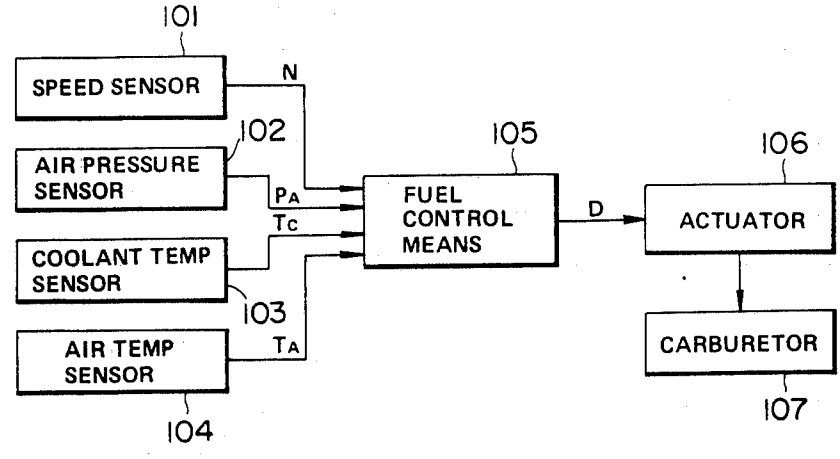 101
SPEED SENSOR
N
102
AIR PRESSURE
SENSOR
PA
TC
COOLANT TEMP
SENSOR
103
AIR TEMP
SENSOR
TA
104
105
FUEL
CONTROL
MEANS
D
106
ACTUATOR
CARBURETOR
107